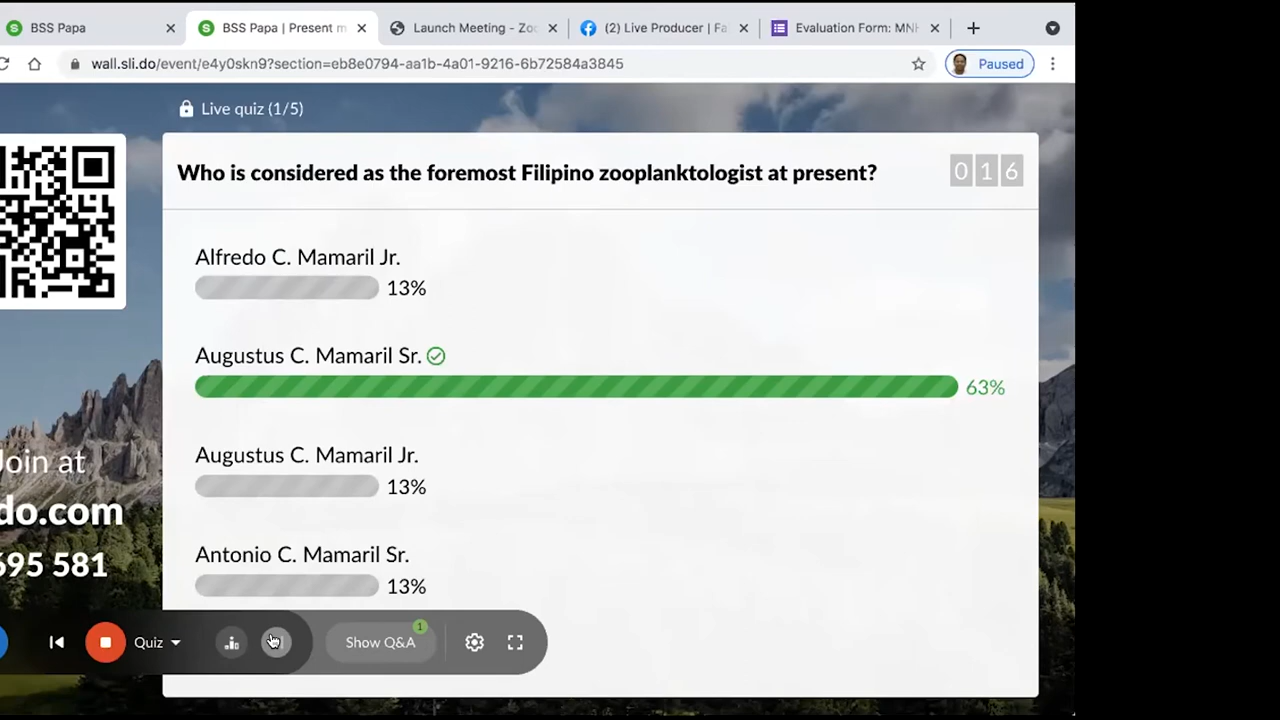 BSS Papa
BSS Papa | Present m
Launch Meeting - Zoo
(2) Live Producer | Fa
Evaluation Form: MNH
wall.sli.do/event/e4y0skn9?section=eb8e0794-aa1b-4a01-9216-6b72584a3845
Paused
Live quiz (1/5)
Who is considered as the foremost Filipino zooplanktologist at present?
016
Alfredo C. Mamaril Jr.
13%
Augustus C. Mamaril Sr.
63%
Augustus C. Mamaril Jr.
13%
Antonio C. Mamaril Sr.
13%
Join at
do.com
695 581
Quiz
Show Q&A
1